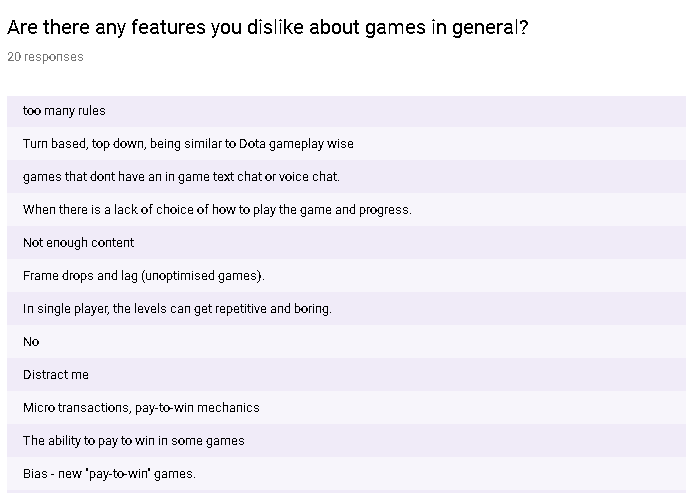 Are there any features you dislike about games in general?
20 responses
too many rules
Turn based, top down, being similar to Dota gameplay wise
games that dont have an in game text chat or voice chat.
When there is a lack of choice of how to play the game and progress.
Not enough content
Frame drops and lag (unoptimised games).
In single player, the levels can get repetitive and boring.
No
Distract me
Micro transactions, pay-to-win mechanics
The ability to pay to win in some games
Bias - new "pay-to-win" games.